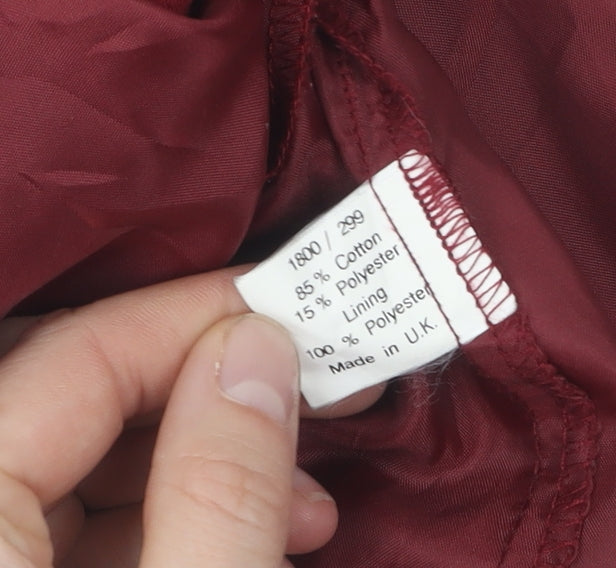 1800 / 299
85% Cotton
15% Polyester
Lining
100 % Polyester
Made in U.K.